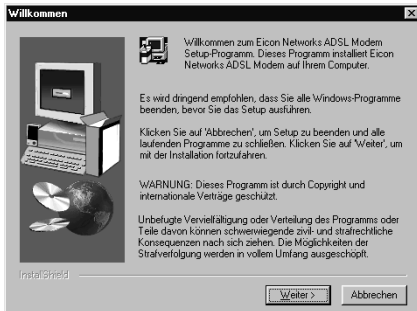 Willkommen
Willkommen zum Eicon Networks ADSL Modem
Setup-Programm. Dieses Programm installiert Eicon
Networks ADSL Modem auf Ihrem Computer.
Es wird dringend empfohlen, dass Sie alle Windows-Programme
beenden, bevor Sie das Setup ausführen.
Klicken Sie auf 'Abbrechen', um Setup zu beenden und alle
laufenden Programme zu schließen. Klicken Sie auf 'Weiter', um
mit der Installation fortzufahren.
WARNUNG: Dieses Programm ist durch Copyright und
internationale Verträge geschützt.
Unbefugte Vervielfältigung oder Verteilung des Programms oder
Teile davon können schwerwiegende zivil- und strafrechtliche
Konsequenzen nach sich ziehen. Die Möglichkeiten der
Strafverfolgung werden in vollem Umfang ausgeschöpft.
InstallShield
Weiter >
Abbrechen